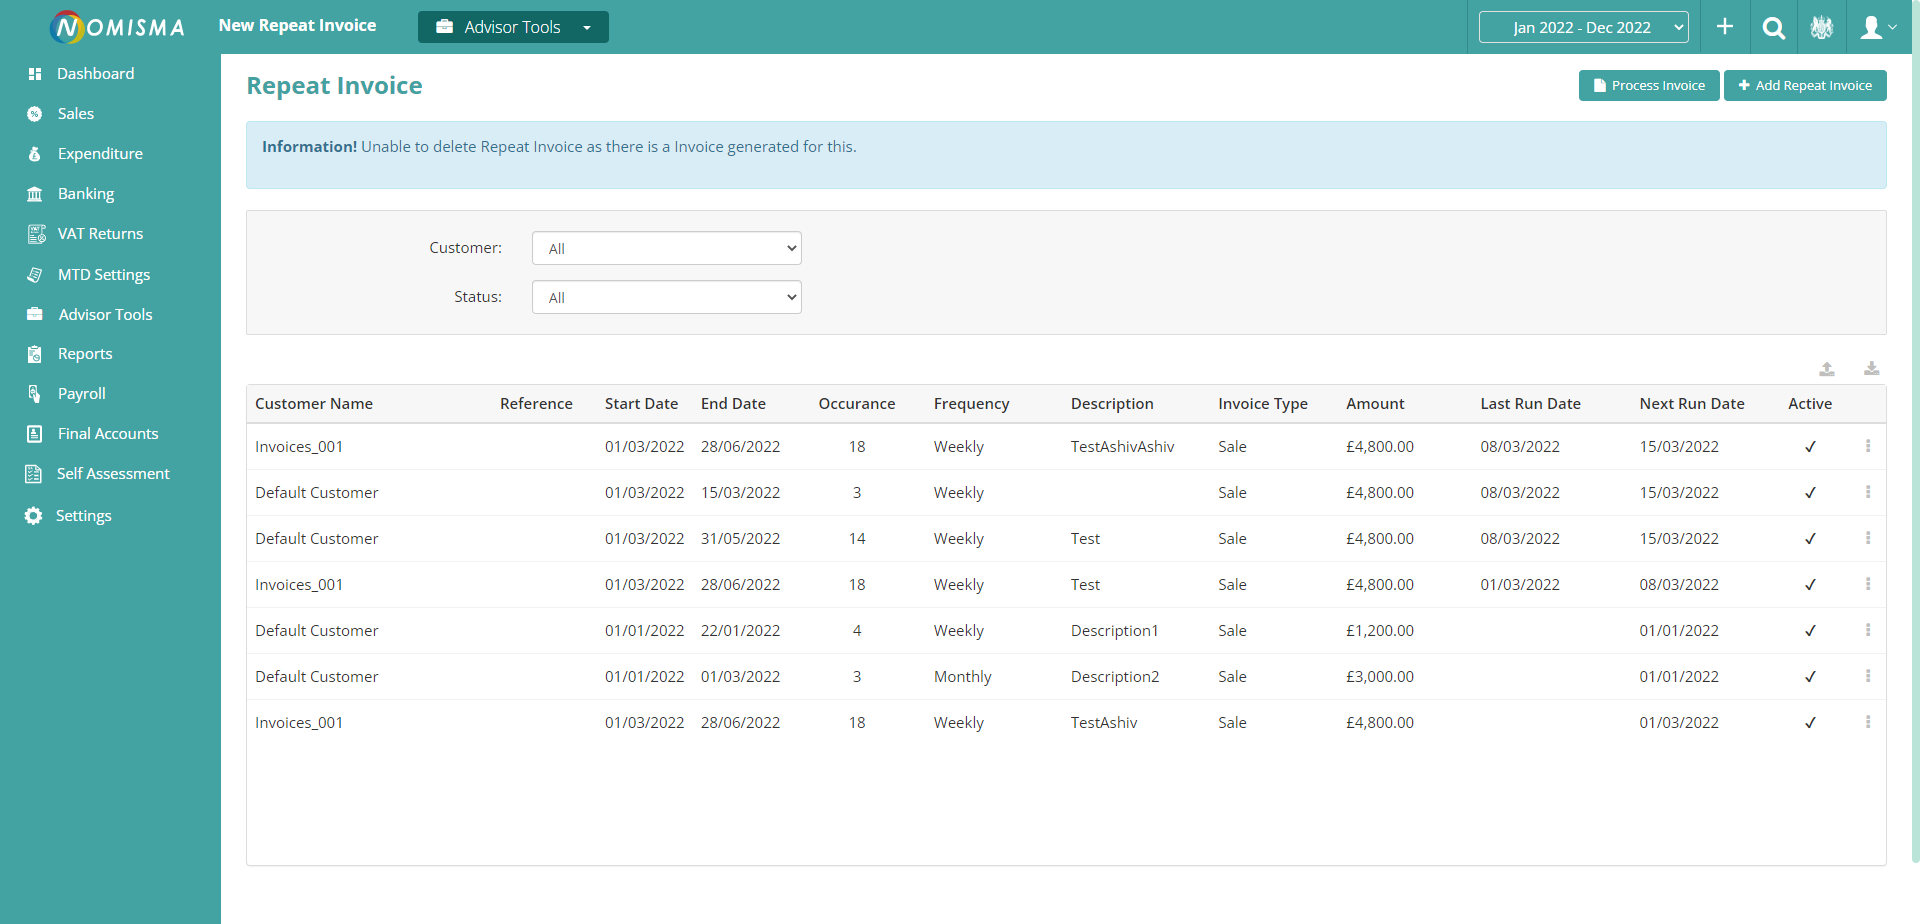 NOMISMA New Repeat Invoice Advisor Tools Jan 2022 - Dec 2022
Dashboard
Sales
Expenditure
Banking
VAT Returns
MTD Settings
Advisor Tools
Reports
Payroll
Final Accounts
Self Assessment
Settings
Repeat Invoice Process Invoice Add Repeat Invoice
Information! Unable to delete Repeat Invoice as there is a Invoice generated for this.
Customer: All
Status: All
Customer Name Reference Start Date End Date Occurance Frequency Description Invoice Type Amount Last Run Date Next Run Date Active
Invoices_001 01/03/2022 28/06/2022 18 Weekly TestAshivAshiv Sale £4,800.00 08/03/2022 15/03/2022
Default Customer 01/03/2022 15/03/2022 3 Weekly Sale £4,800.00 08/03/2022 15/03/2022
Default Customer 01/03/2022 31/05/2022 14 Weekly Test Sale £4,800.00 08/03/2022 15/03/2022
Invoices_001 01/03/2022 28/06/2022 18 Weekly Test Sale £4,800.00 01/03/2022 08/03/2022
Default Customer 01/01/2022 22/01/2022 4 Weekly Description1 Sale £1,200.00 01/01/2022
Default Customer 01/01/2022 01/03/2022 3 Monthly Description2 Sale £3,000.00 01/01/2022
Invoices_001 01/03/2022 28/06/2022 18 Weekly TestAshiv Sale £4,800.00 01/03/2022